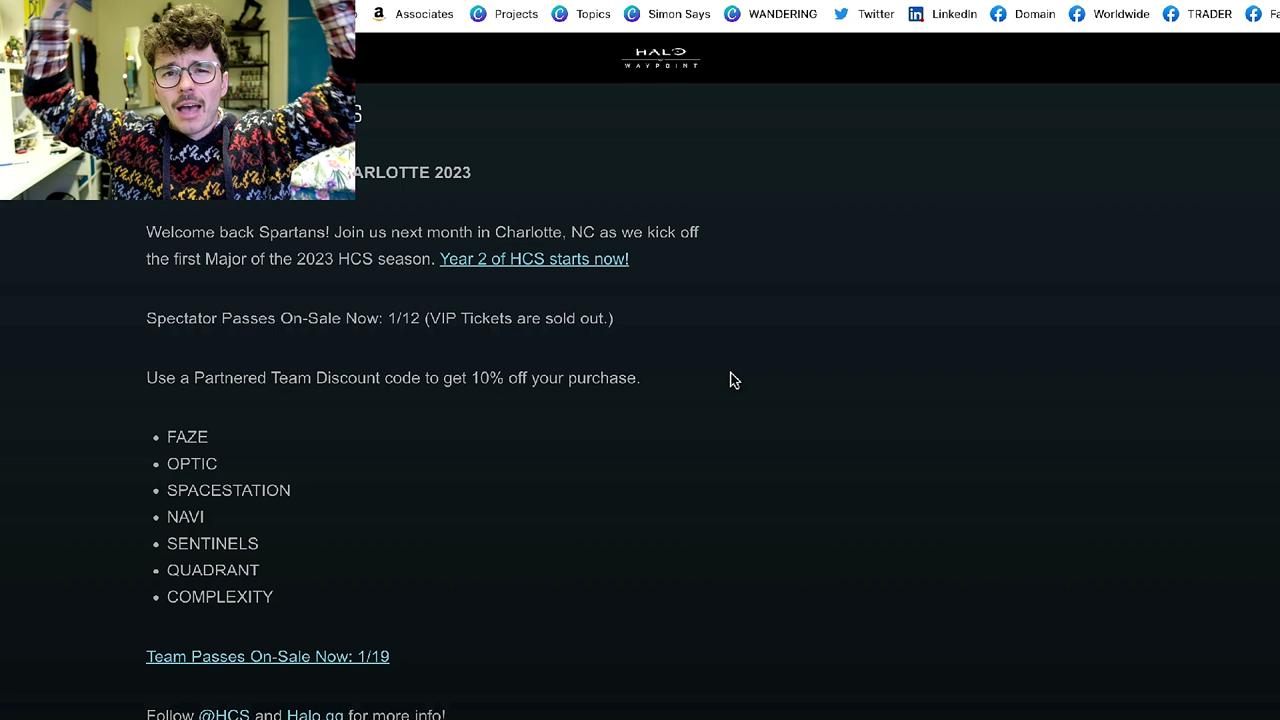 Associates
Projects
Topics
Simon Says
WANDERING
Twitter
LinkedIn
Domain
Worldwide
TRADER
HALO
WAYPOINT
ARLOTTE 2023
Welcome back Spartans! Join us next month in Charlotte, NC as we kick off
the first Major of the 2023 HCS season. Year 2 of HCS starts now!
Spectator Passes On-Sale Now: 1/12 (VIP Tickets are sold out.)
Use a Partnered Team Discount code to get 10% off your purchase.
• FAZE
• OPTIC
• SPACESTATION
• NAVI
• SENTINELS
• QUADRANT
• COMPLEXITY
Team Passes On-Sale Now: 1/19
Follow @HCS and Halo.gg for more info!